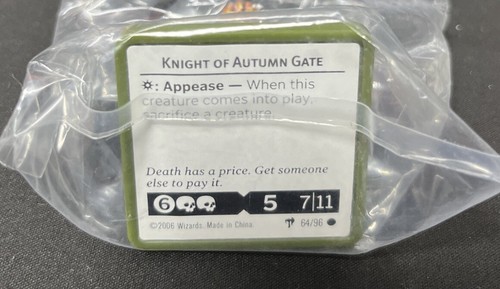 KNIGHT OF AUTUMN GATE
: Appease — When this
creature comes into play,
sacrifice a creature.
Death has a price. Get someone
else to pay it.
6 5 7|11
©2006 Wizards. Made in China. 64/96